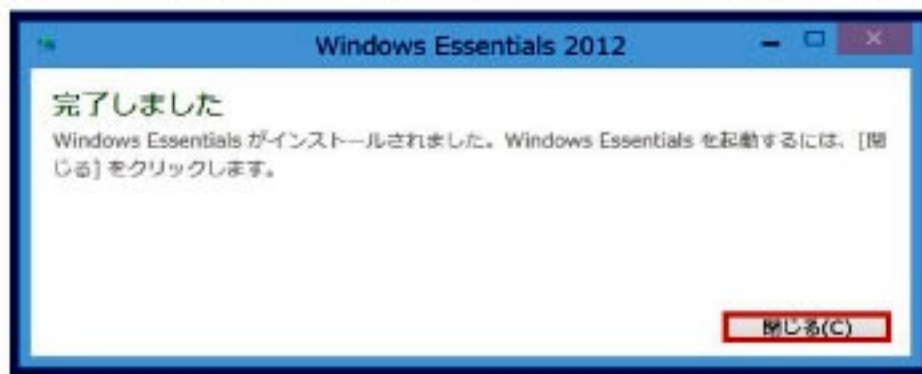 Windows Essentials 2012
完了しました
Windows Essentials がインストールされました。Windows Essentials を起動するには、[閉
じる] をクリックします。
閉じる(C)